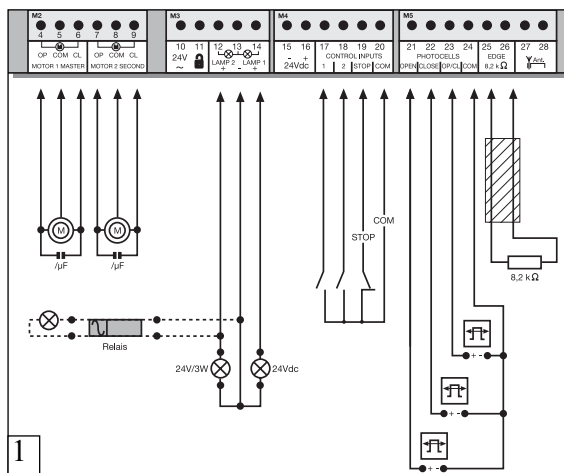 M2 M3 M4 M5
4 5 6 7 8 9 10 11 12 13 14 15 16 17 18 19 20 21 22 23 24 25 26 27 28
OP COM CL OP COM CL
M M
MOTOR 1 MASTER MOTOR 2 SECOND
24V
~
LAMP 2 LAMP 1
+ - +
- +
24Vdc
CONTROL INPUTS
1 2 STOP COM
PHOTOCELLS
OPEN CLOSE OP/CL COM
EDGE
8,2 kΩ
Ant.
COM
STOP
M M
/µF /µF
8,2 kΩ
Relais
24V/3W 24Vdc
+ -
+ -
+ -
1